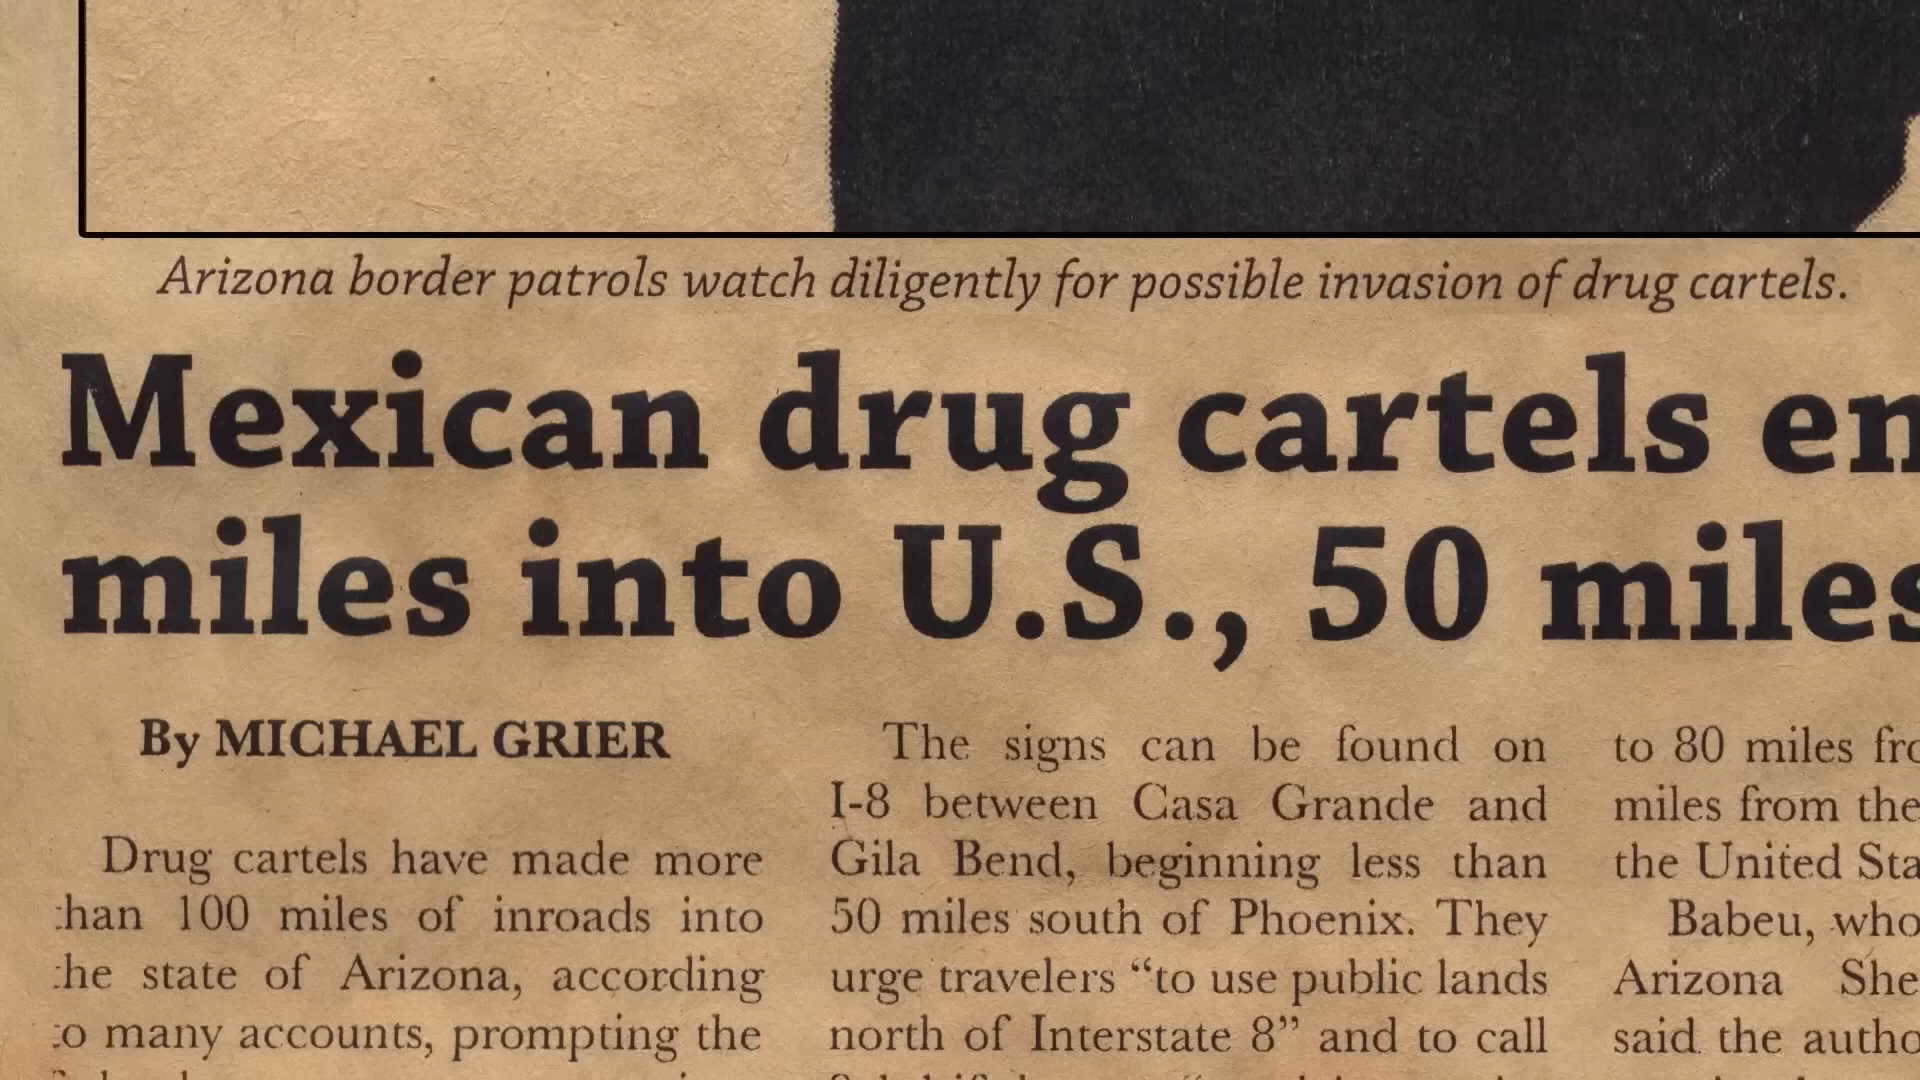 Arizona border patrols watch diligently for possible invasion of drug cartels.
Mexican drug cartels en
miles into U.S., 50 miles
By MICHAEL GRIER
Drug cartels have made more
than 100 miles of inroads into
the state of Arizona, according
to many accounts, prompting the
The signs can be found on
I-8 between Casa Grande and
Gila Bend, beginning less than
50 miles south of Phoenix. They
urge travelers “to use public lands
north of Interstate 8” and to call
to 80 miles fro
miles from the
the United Sta
Babeu, who
Arizona She
said the autho